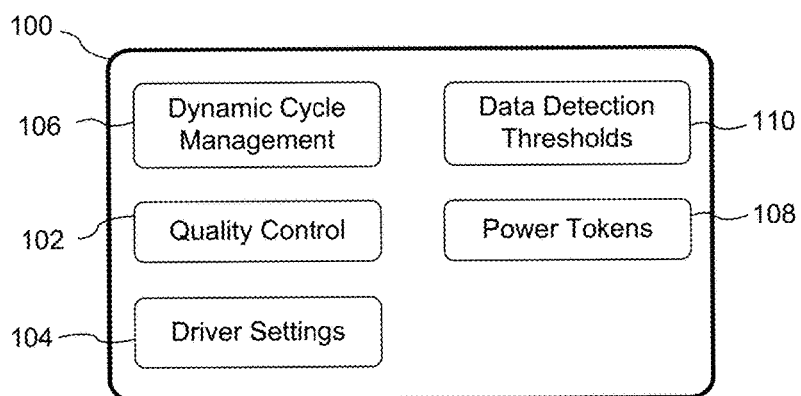 100
106
Dynamic Cycle
Management
Data Detection
Thresholds
110
102
Quality Control
Power Tokens
108
104
Driver Settings